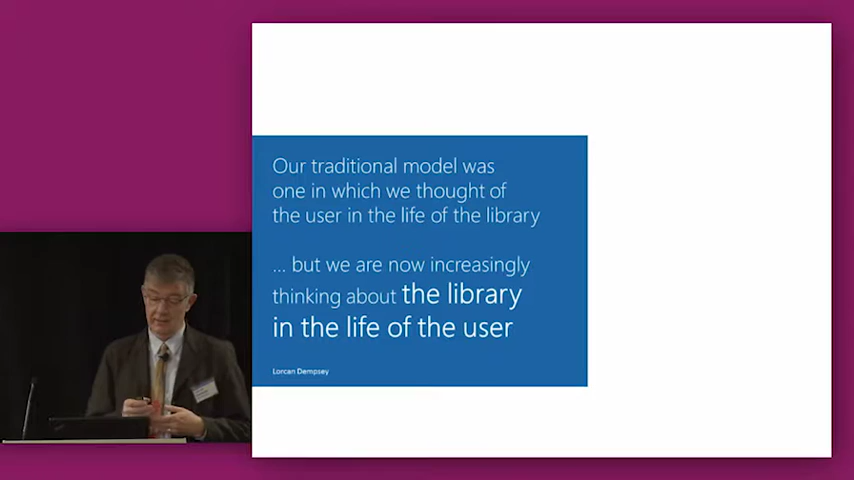 Our traditional model was
one in which we thought of
the user in the life of the library
... but we are now increasingly
thinking about the library
in the life of the user
Lorcan Dempsey